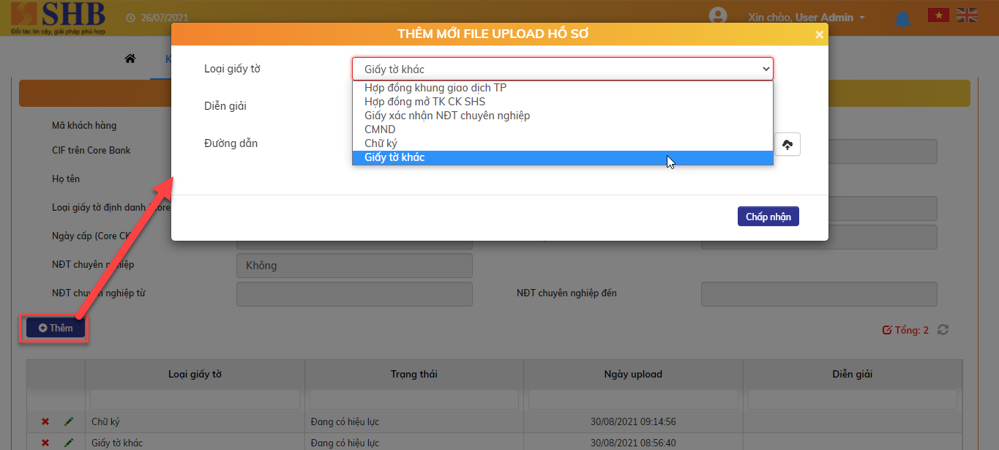 SHB
Đối tác tin cậy, giải pháp phù hợp
26/07/2021
Xin chào, User Admin
THÊM MỚI FILE UPLOAD HỒ SƠ
×
K
Loại giấy tờ
Giấy tờ khác
Hợp đồng khung giao dịch TP
Hợp đồng mở TK CK SHS
Giấy xác nhận NĐT chuyên nghiệp
CMND
Chữ ký
Giấy tờ khác
Diễn giải
Đường dẫn
Chấp nhận
Mã khách hàng
CIF trên Core Bank
Họ tên
Loại giấy tờ định danh
Ngày cấp (Core CK
NĐT chuyên nghiệp
Không
NĐT chuyên nghiệp từ
NĐT chuyên nghiệp đến
Thêm
Tổng: 2
Loại giấy tờ Trạng thái Ngày upload Diễn giải
Chữ ký Đang có hiệu lực 30/08/2021 09:14:56
Giấy tờ khác Đang có hiệu lực 30/08/2021 08:56:40